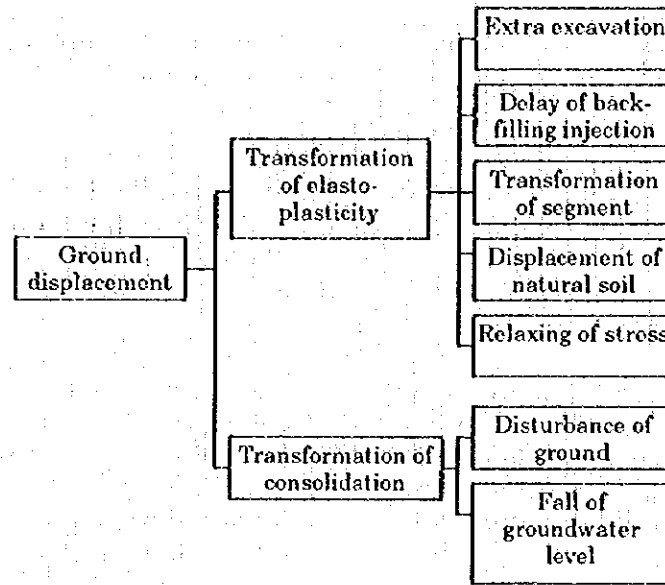 Extra excavation
Delay of back-
filling injection
Transformation
of elasto-
plasticity
Transformation
of segment
Ground
displacement
Displacement of
natural soil
Relaxing of stress
Transformation of
consolidation
Disturbance of
ground
Fall of
groundwater
level